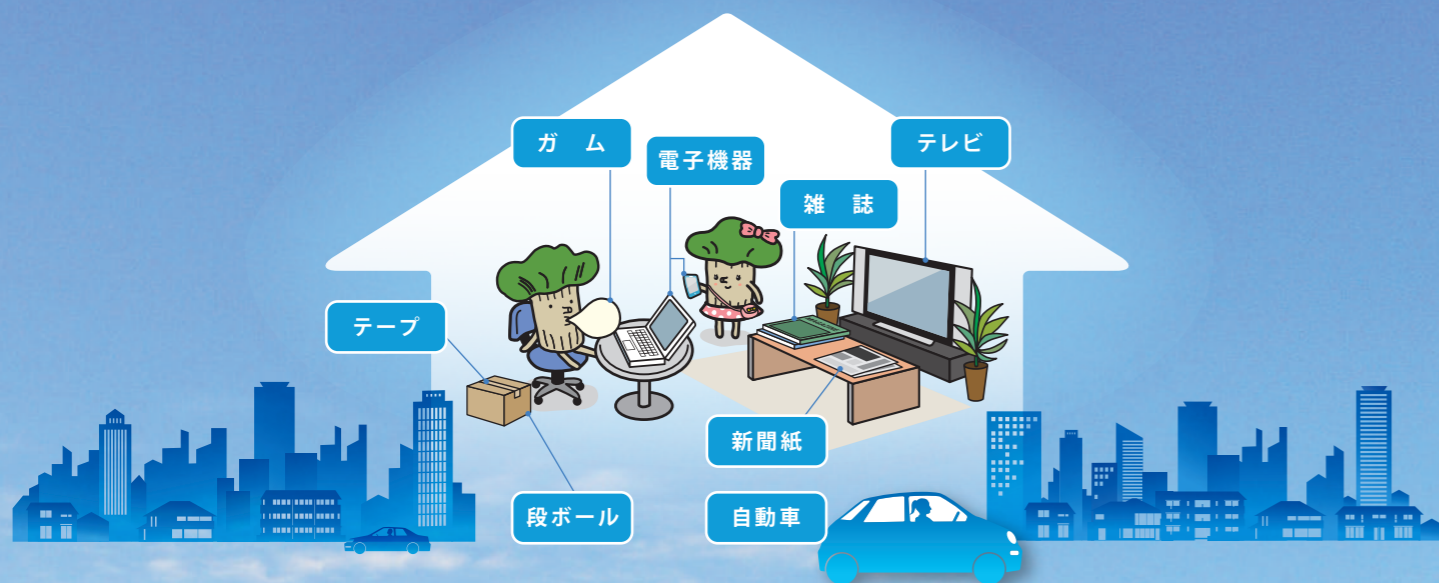 ガ ム
電子機器
テレビ
雑 誌
テープ
新聞紙
段ボール
自動車